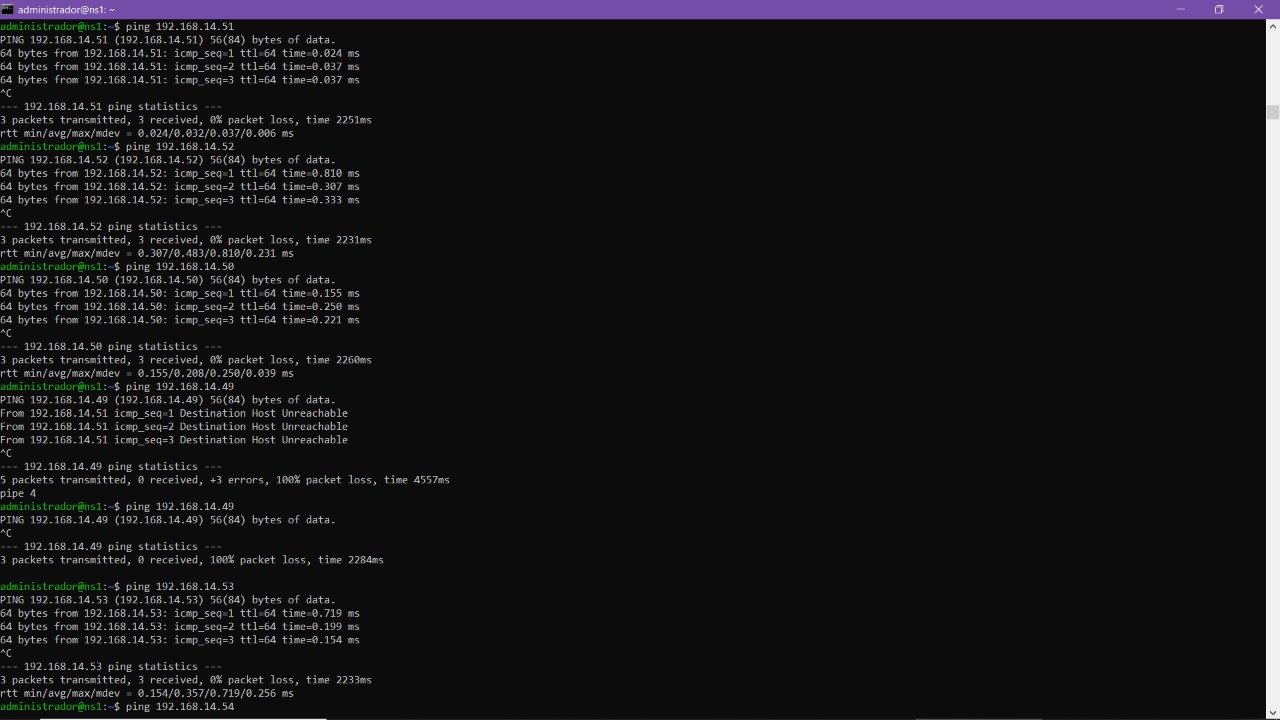 administrador@ns1: ~
administrador@ns1:~$ ping 192.168.14.51
PING 192.168.14.51 (192.168.14.51) 56(84) bytes of data.
64 bytes from 192.168.14.51: icmp_seq=1 ttl=64 time=0.024 ms
64 bytes from 192.168.14.51: icmp_seq=2 ttl=64 time=0.037 ms
64 bytes from 192.168.14.51: icmp_seq=3 ttl=64 time=0.037 ms
^C
--- 192.168.14.51 ping statistics ---
3 packets transmitted, 3 received, 0% packet loss, time 2251ms
rtt min/avg/max/mdev = 0.024/0.032/0.037/0.006 ms
administrador@ns1:~$ ping 192.168.14.52
PING 192.168.14.52 (192.168.14.52) 56(84) bytes of data.
64 bytes from 192.168.14.52: icmp_seq=1 ttl=64 time=0.810 ms
64 bytes from 192.168.14.52: icmp_seq=2 ttl=64 time=0.307 ms
64 bytes from 192.168.14.52: icmp_seq=3 ttl=64 time=0.333 ms
^C
--- 192.168.14.52 ping statistics ---
3 packets transmitted, 3 received, 0% packet loss, time 2231ms
rtt min/avg/max/mdev = 0.307/0.483/0.810/0.231 ms
administrador@ns1:~$ ping 192.168.14.50
PING 192.168.14.50 (192.168.14.50) 56(84) bytes of data.
64 bytes from 192.168.14.50: icmp_seq=1 ttl=64 time=0.155 ms
64 bytes from 192.168.14.50: icmp_seq=2 ttl=64 time=0.250 ms
64 bytes from 192.168.14.50: icmp_seq=3 ttl=64 time=0.221 ms
^C
--- 192.168.14.50 ping statistics ---
3 packets transmitted, 3 received, 0% packet loss, time 2260ms
rtt min/avg/max/mdev = 0.155/0.208/0.250/0.039 ms
administrador@ns1:~$ ping 192.168.14.49
PING 192.168.14.49 (192.168.14.49) 56(84) bytes of data.
From 192.168.14.51 icmp_seq=1 Destination Host Unreachable
From 192.168.14.51 icmp_seq=2 Destination Host Unreachable
From 192.168.14.51 icmp_seq=3 Destination Host Unreachable
^C
--- 192.168.14.49 ping statistics ---
5 packets transmitted, 0 received, +3 errors, 100% packet loss, time 4557ms
pipe 4
administrador@ns1:~$ ping 192.168.14.49
PING 192.168.14.49 (192.168.14.49) 56(84) bytes of data.
^C
--- 192.168.14.49 ping statistics ---
3 packets transmitted, 0 received, 100% packet loss, time 2284ms
administrador@ns1:~$ ping 192.168.14.53
PING 192.168.14.53 (192.168.14.53) 56(84) bytes of data.
64 bytes from 192.168.14.53: icmp_seq=1 ttl=64 time=0.719 ms
64 bytes from 192.168.14.53: icmp_seq=2 ttl=64 time=0.199 ms
64 bytes from 192.168.14.53: icmp_seq=3 ttl=64 time=0.154 ms
^C
--- 192.168.14.53 ping statistics ---
3 packets transmitted, 3 received, 0% packet loss, time 2233ms
rtt min/avg/max/mdev = 0.154/0.357/0.719/0.256 ms
administrador@ns1:~$ ping 192.168.14.54